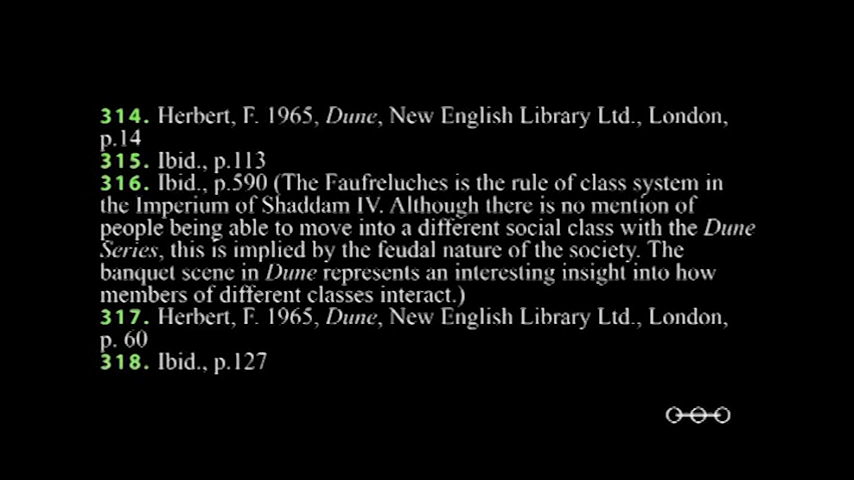 314. Herbert, F. 1965, Dune, New English Library Ltd., London,
p.14
315. Ibid., p.113
316. Ibid., p.590 (The Faufreluches is the rule of class system in
the Imperium of Shaddam IV. Although there is no mention of
people being able to move into a different social class with the Dune
Series, this is implied by the feudal nature of the society. The
banquet scene in Dune represents an interesting insight into how
members of different classes interact.)
317. Herbert, F. 1965, Dune, New English Library Ltd., London,
p. 60
318. Ibid., p.127